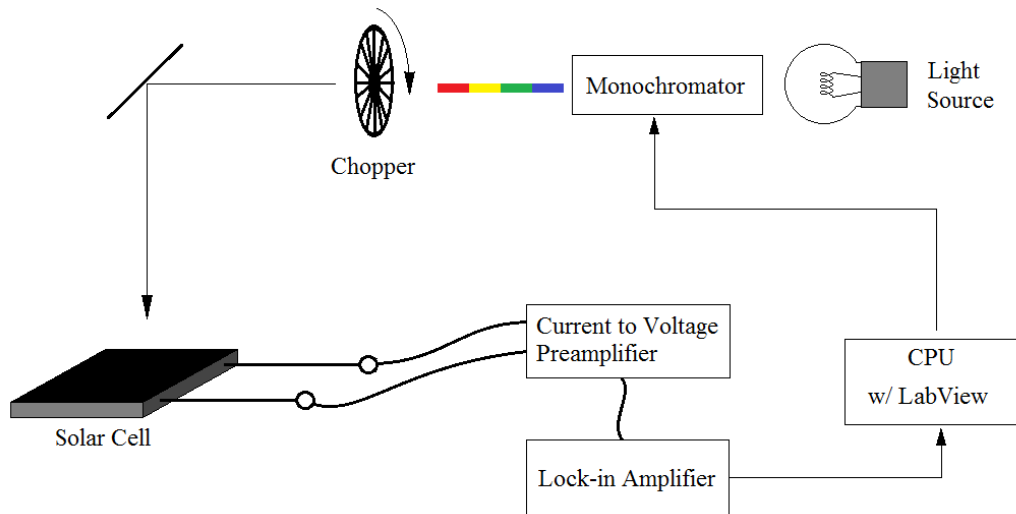 Monochromator
Light
Source
Chopper
Current to Voltage
Preamplifier
CPU
w/ LabView
Solar Cell
Lock-in Amplifier